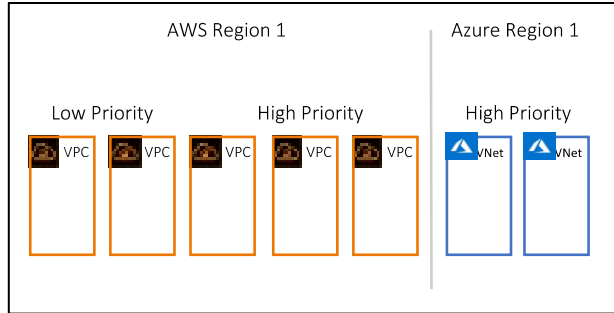 AWS Region 1
Azure Region 1
Low Priority
High Priority
High Priority
VPC
VPC
VPC
VPC
VPC
VNet
VNet